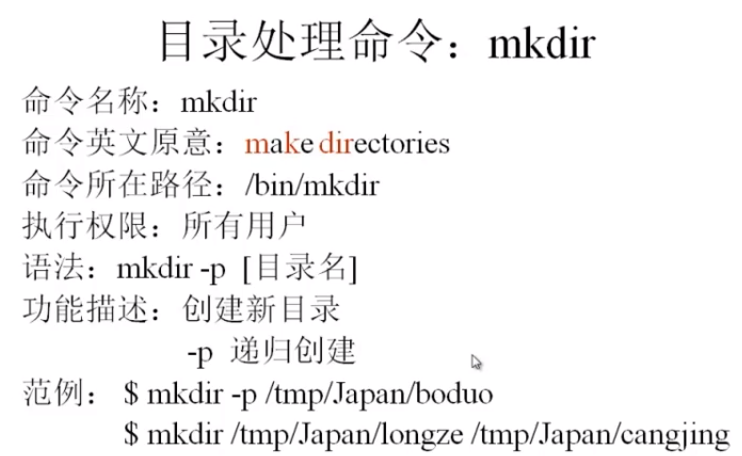 目录处理命令：mkdir
命令名称：mkdir
命令英文原意：make directories
命令所在路径：/bin/mkdir
执行权限：所有用户
语法：mkdir -p [目录名]
功能描述：创建新目录
-p 递归创建
范例： $ mkdir -p /tmp/Japan/boduo
$ mkdir /tmp/Japan/longze /tmp/Japan/cangjing